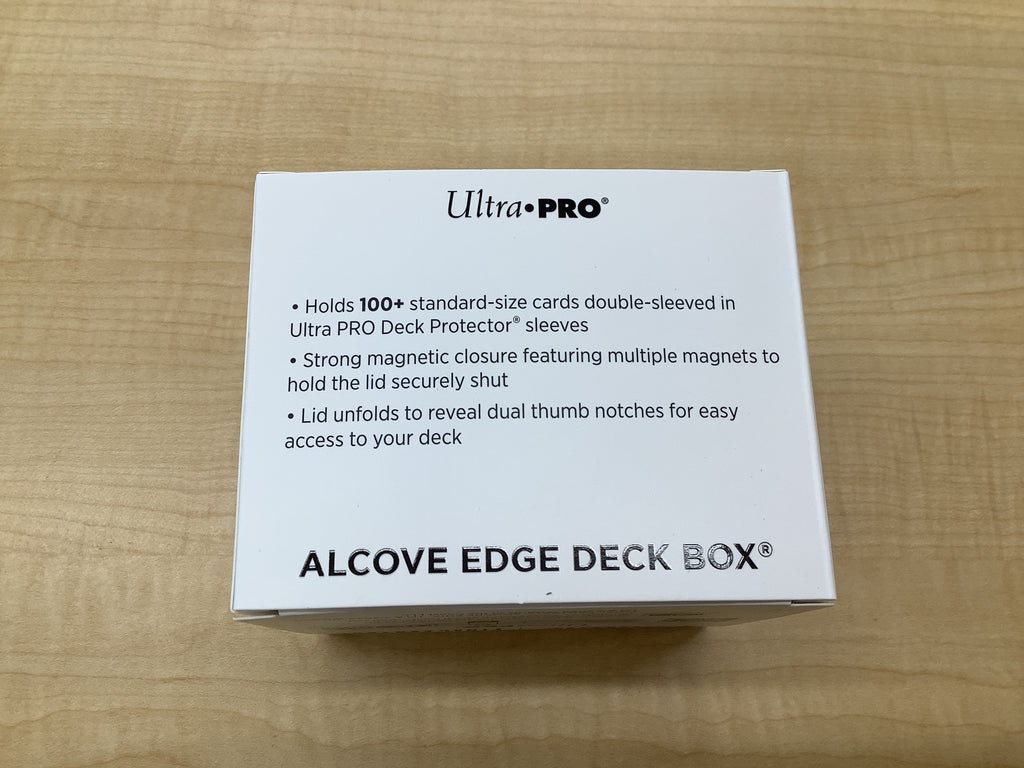 Ultra•PRO®
• Holds 100+ standard-size cards double-sleeved in
Ultra PRO Deck Protector® sleeves
• Strong magnetic closure featuring multiple magnets to
hold the lid securely shut
• Lid unfolds to reveal dual thumb notches for easy
access to your deck
ALCOVE EDGE DECK BOX®